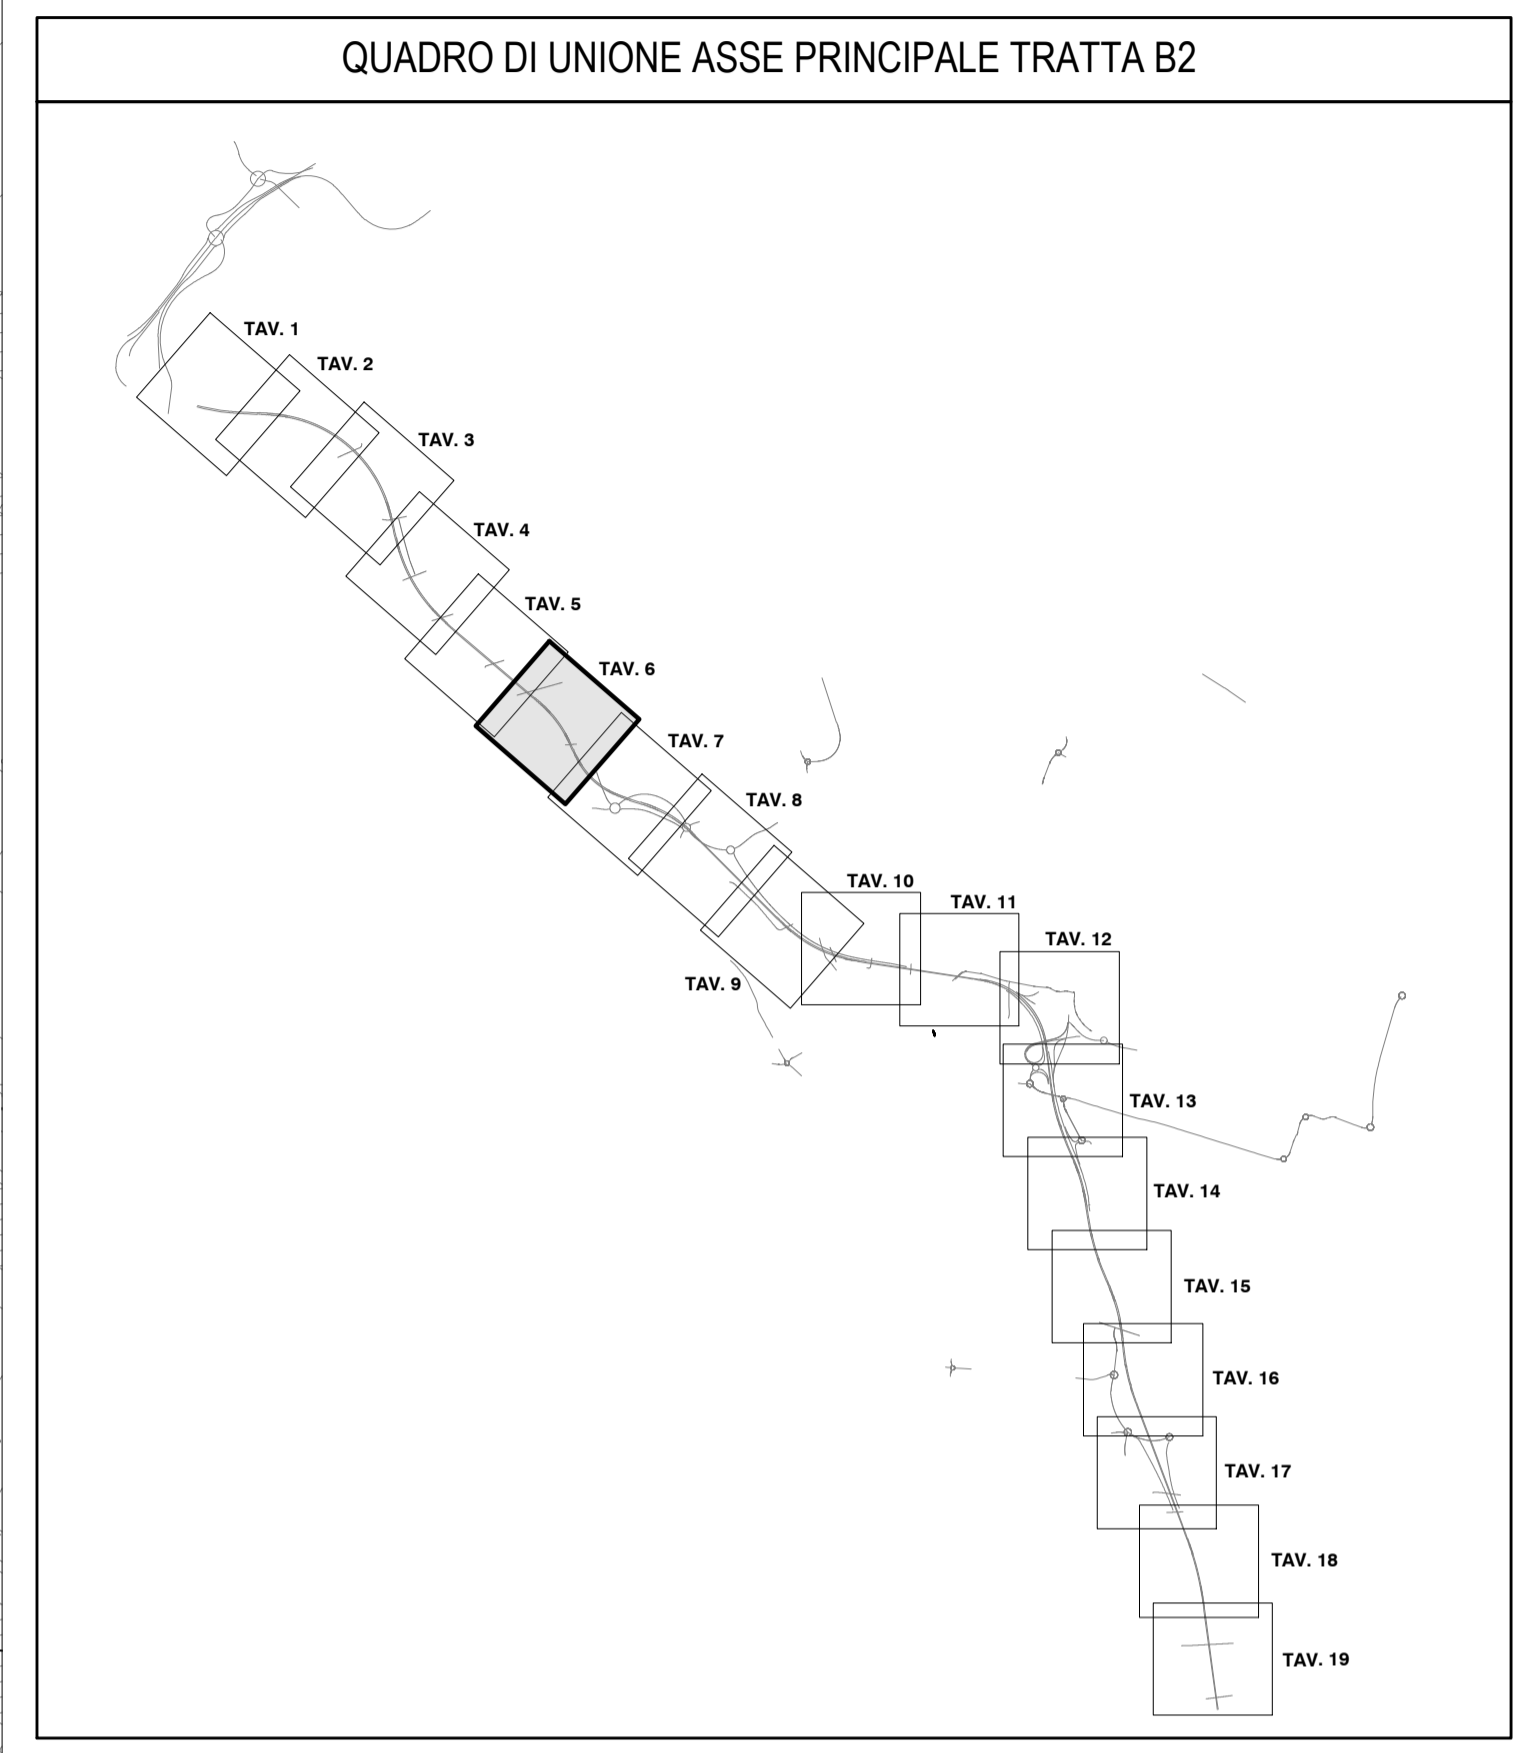 QUADRO DI UNIONE ASSE PRINCIPALE TRATTA B2
TAV. 1
TAV. 2
TAV. 3
TAV. 4
TAV. 5
TAV. 6
TAV. 7
TAV. 8
TAV. 9
TAV. 10
TAV. 11
TAV. 12
TAV. 13
TAV. 14
TAV. 15
TAV. 16
TAV. 17
TAV. 18
TAV. 19